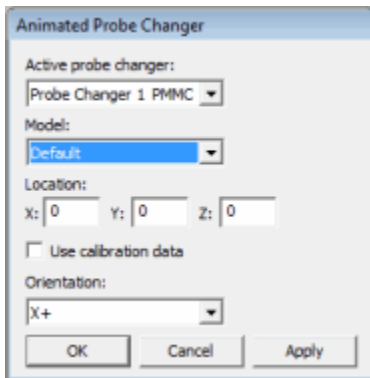 Animated Probe Changer
Active probe changer:
Probe Changer 1 PMMC
Model:
Default
Location:
X: 0 Y: 0 Z: 0
Use calibration data
Orientation:
X+
OK Cancel Apply